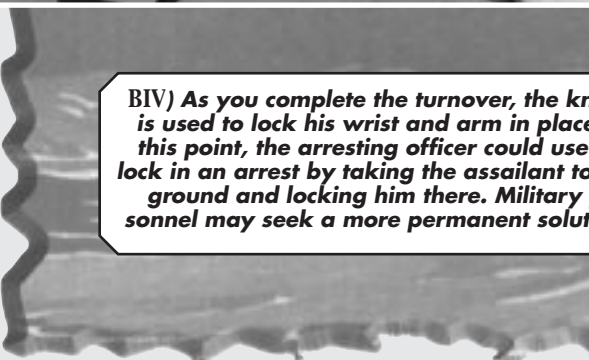 BIV) As you complete the turnover, the kn
is used to lock his wrist and arm in place
this point, the arresting officer could use
lock in an arrest by taking the assailant to
ground and locking him there. Military
sonnel may seek a more permanent solut